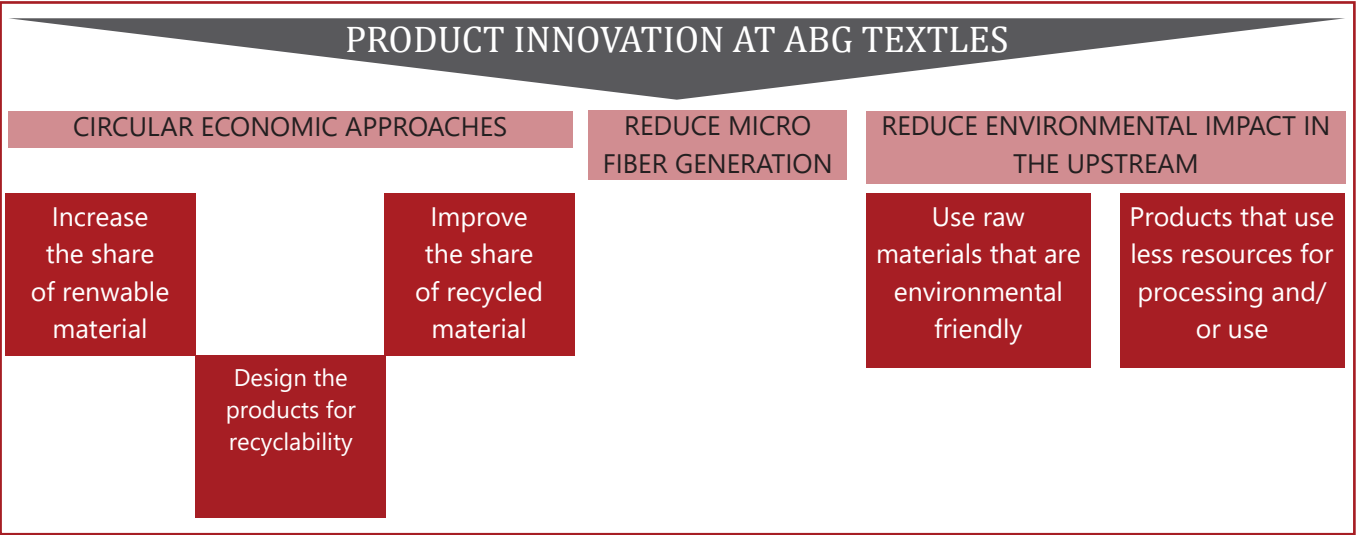 PRODUCT INNOVATION AT ABG TEXTLES
CIRCULAR ECONOMIC APPROACHES
REDUCE MICRO
FIBER GENERATION
REDUCE ENVIRONMENTAL IMPACT IN
THE UPSTREAM
Increase
the share
of renwable
material
Design the
products for
recyclability
Improve
the share
of recycled
material
Use raw
materials that are
environmental
friendly
Products that use
less resources for
processing and/
or use